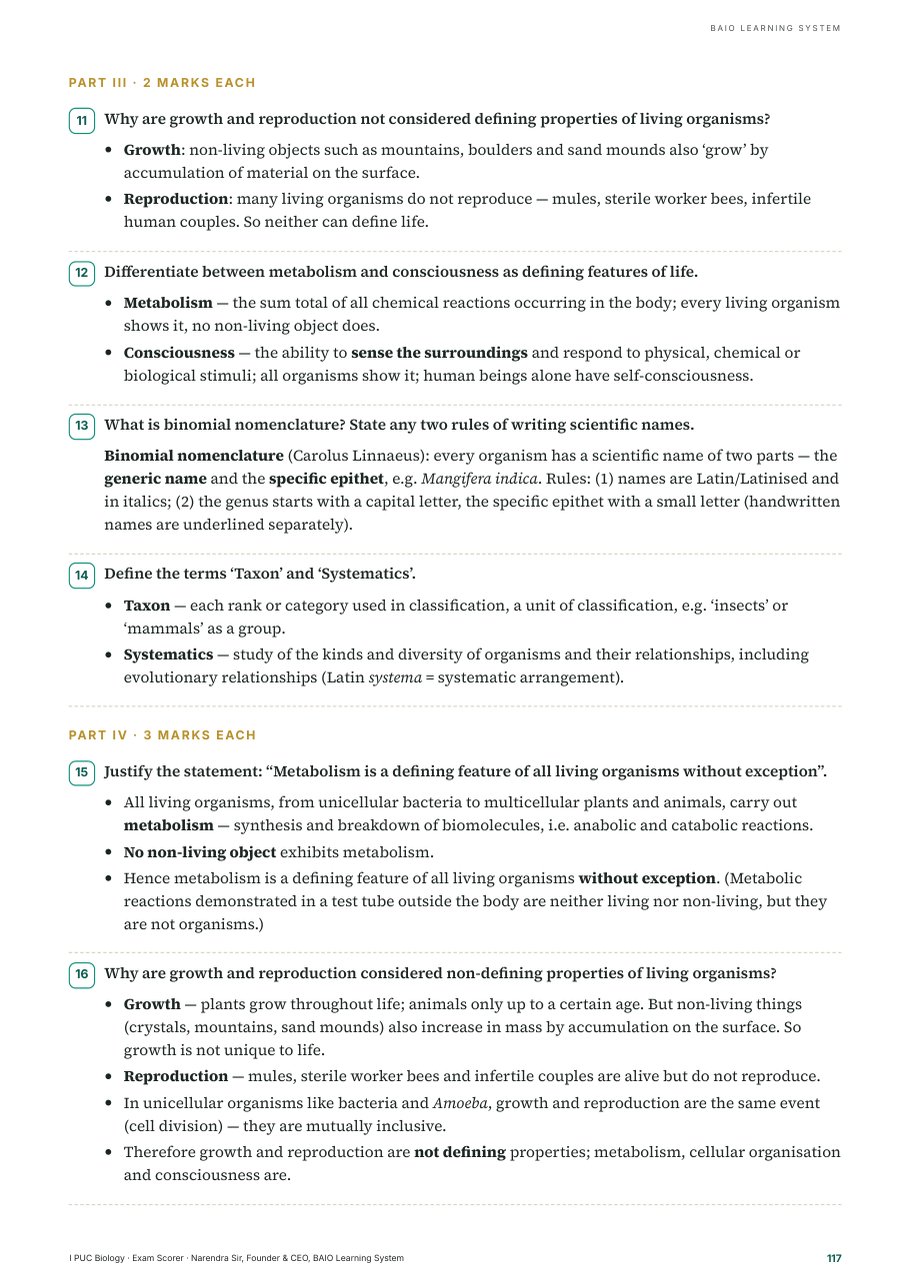 BAIO LEARNING SYSTEM
PART III · 2 MARKS EACH
11 Why are growth and reproduction not considered defining properties of living organisms?
• Growth: non-living objects such as mountains, boulders and sand mounds also ‘grow’ by
accumulation of material on the surface.
• Reproduction: many living organisms do not reproduce — mules, sterile worker bees, infertile
human couples. So neither can define life.
12 Differentiate between metabolism and consciousness as defining features of life.
• Metabolism — the sum total of all chemical reactions occurring in the body; every living organism
shows it, no non-living object does.
• Consciousness — the ability to sense the surroundings and respond to physical, chemical or
biological stimuli; all organisms show it; human beings alone have self-consciousness.
13 What is binomial nomenclature? State any two rules of writing scientific names.
Binomial nomenclature (Carolus Linnaeus): every organism has a scientific name of two parts — the
generic name and the specific epithet, e.g. Mangifera indica. Rules: (1) names are Latin/Latinised and
in italics; (2) the genus starts with a capital letter, the specific epithet with a small letter (handwritten
names are underlined separately).
14 Define the terms ‘Taxon’ and ‘Systematics’.
• Taxon — each rank or category used in classification, a unit of classification, e.g. ‘insects’ or
‘mammals’ as a group.
• Systematics — study of the kinds and diversity of organisms and their relationships, including
evolutionary relationships (Latin systema = systematic arrangement).
PART IV · 3 MARKS EACH
15 Justify the statement: “Metabolism is a defining feature of all living organisms without exception”.
• All living organisms, from unicellular bacteria to multicellular plants and animals, carry out
metabolism — synthesis and breakdown of biomolecules, i.e. anabolic and catabolic reactions.
• No non-living object exhibits metabolism.
• Hence metabolism is a defining feature of all living organisms without exception. (Metabolic
reactions demonstrated in a test tube outside the body are neither living nor non-living, but they
are not organisms.)
16 Why are growth and reproduction considered non-defining properties of living organisms?
• Growth — plants grow throughout life; animals only up to a certain age. But non-living things
(crystals, mountains, sand mounds) also increase in mass by accumulation on the surface. So
growth is not unique to life.
• Reproduction — mules, sterile worker bees and infertile couples are alive but do not reproduce.
• In unicellular organisms like bacteria and Amoeba, growth and reproduction are the same event
(cell division) — they are mutually inclusive.
• Therefore growth and reproduction are not defining properties; metabolism, cellular organisation
and consciousness are.
I PUC Biology · Exam Scorer · Narendra Sir, Founder & CEO, BAIO Learning System 117